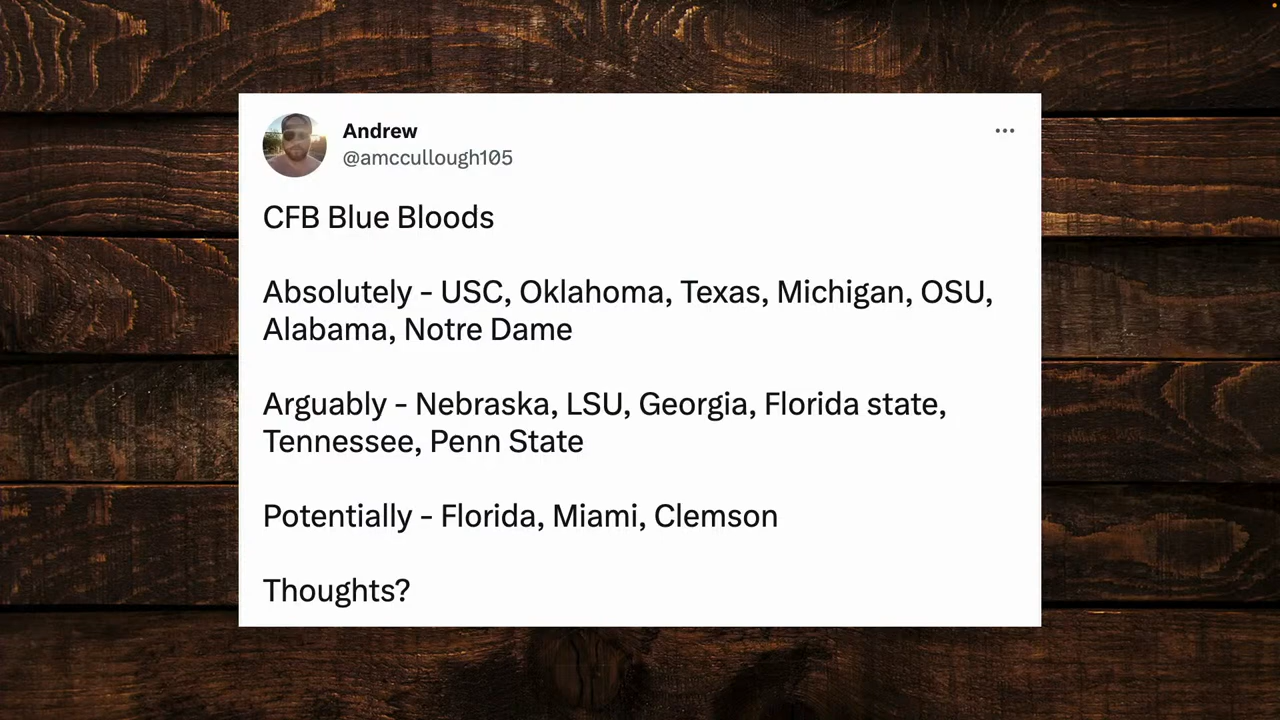 Andrew
@amccullough105
CFB Blue Bloods
Absolutely - USC, Oklahoma, Texas, Michigan, OSU,
Alabama, Notre Dame
Arguably - Nebraska, LSU, Georgia, Florida state,
Tennessee, Penn State
Potentially - Florida, Miami, Clemson
Thoughts?